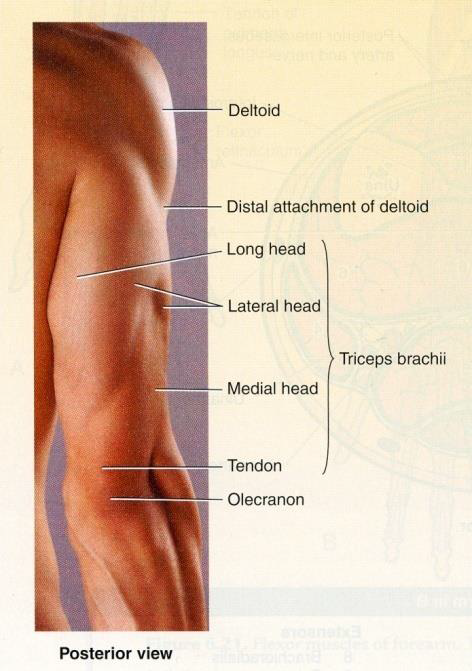 Deltoid
Distal attachment of deltoid
Long head
Lateral head
Triceps brachii
Medial head
Tendon
Olecranon
Posterior view